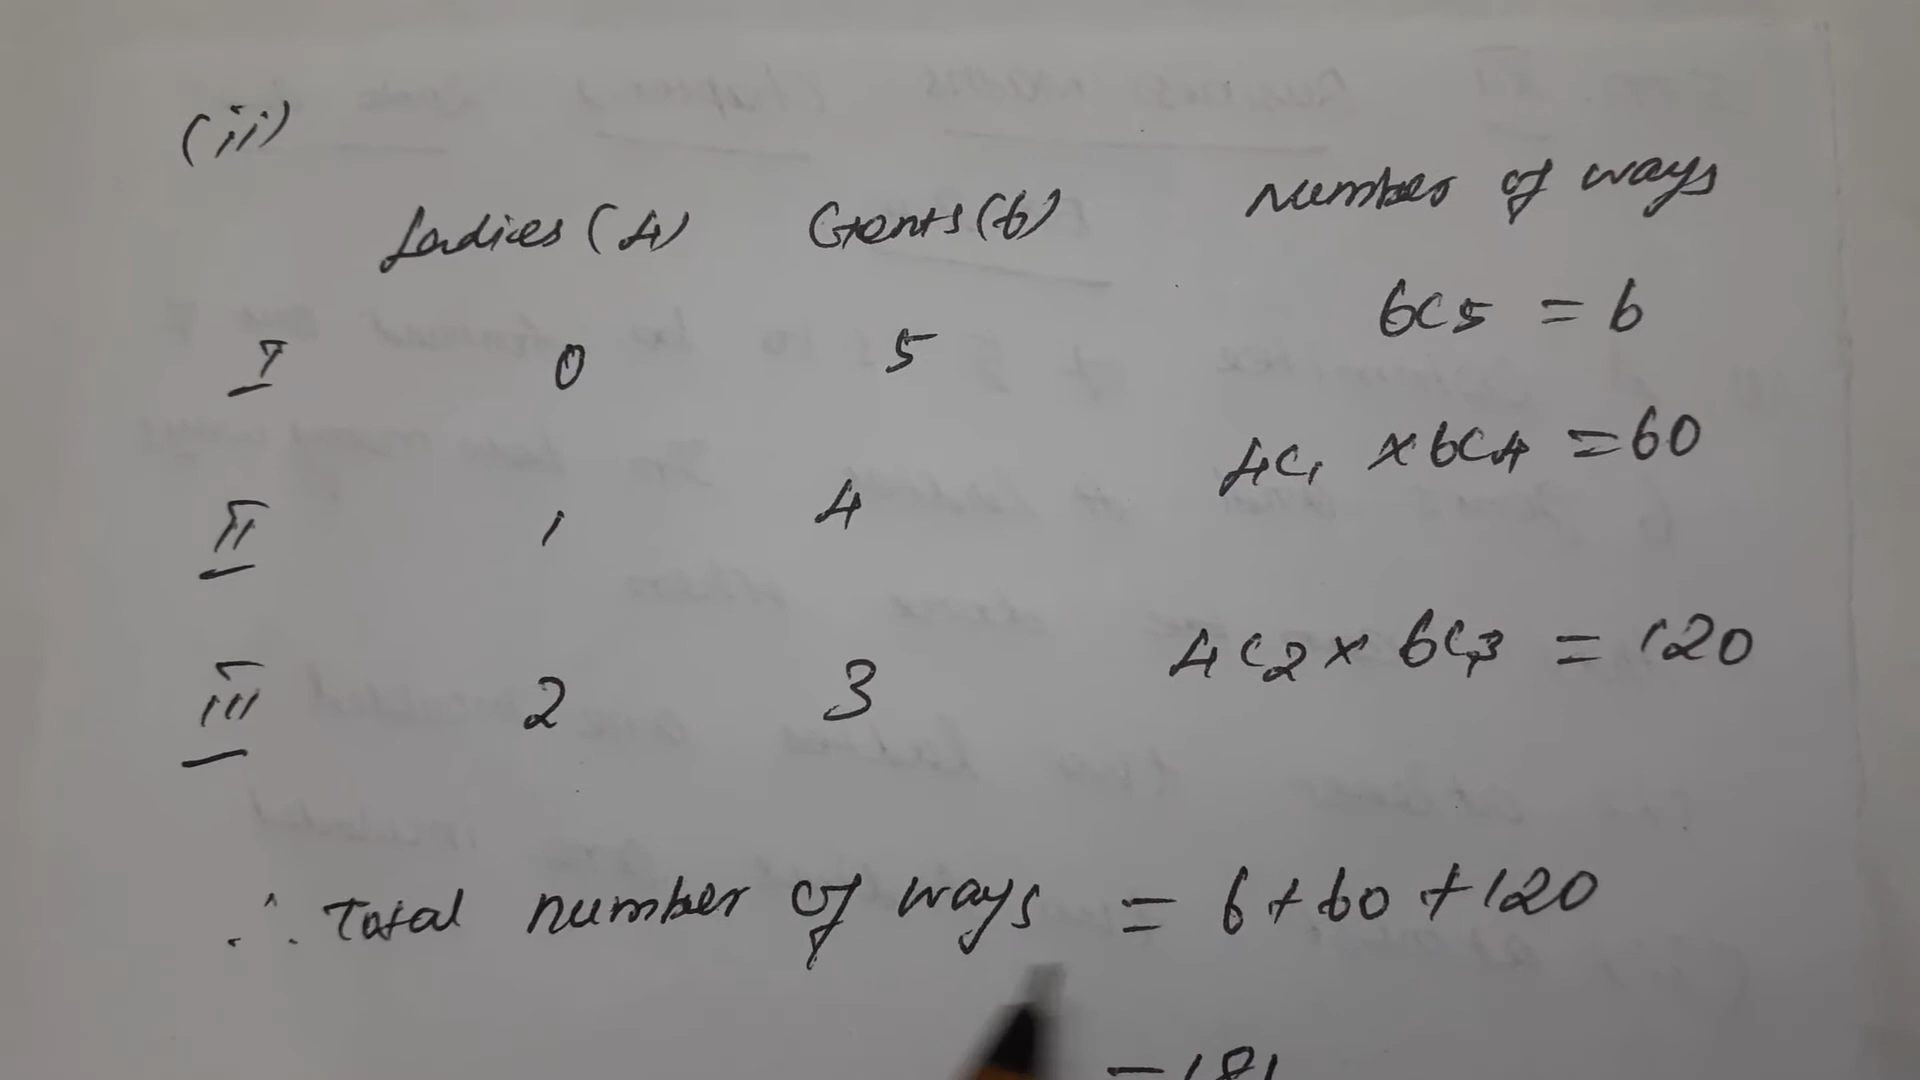 (ii)
Ladies (4) Gents (6) Number of ways
I 0 5 6C5 = 6
II 1 4 4C1 × 6C4 = 60
III 2 3 4C2 × 6C3 = 120
∴ Total number of ways = 6 + 60 + 120